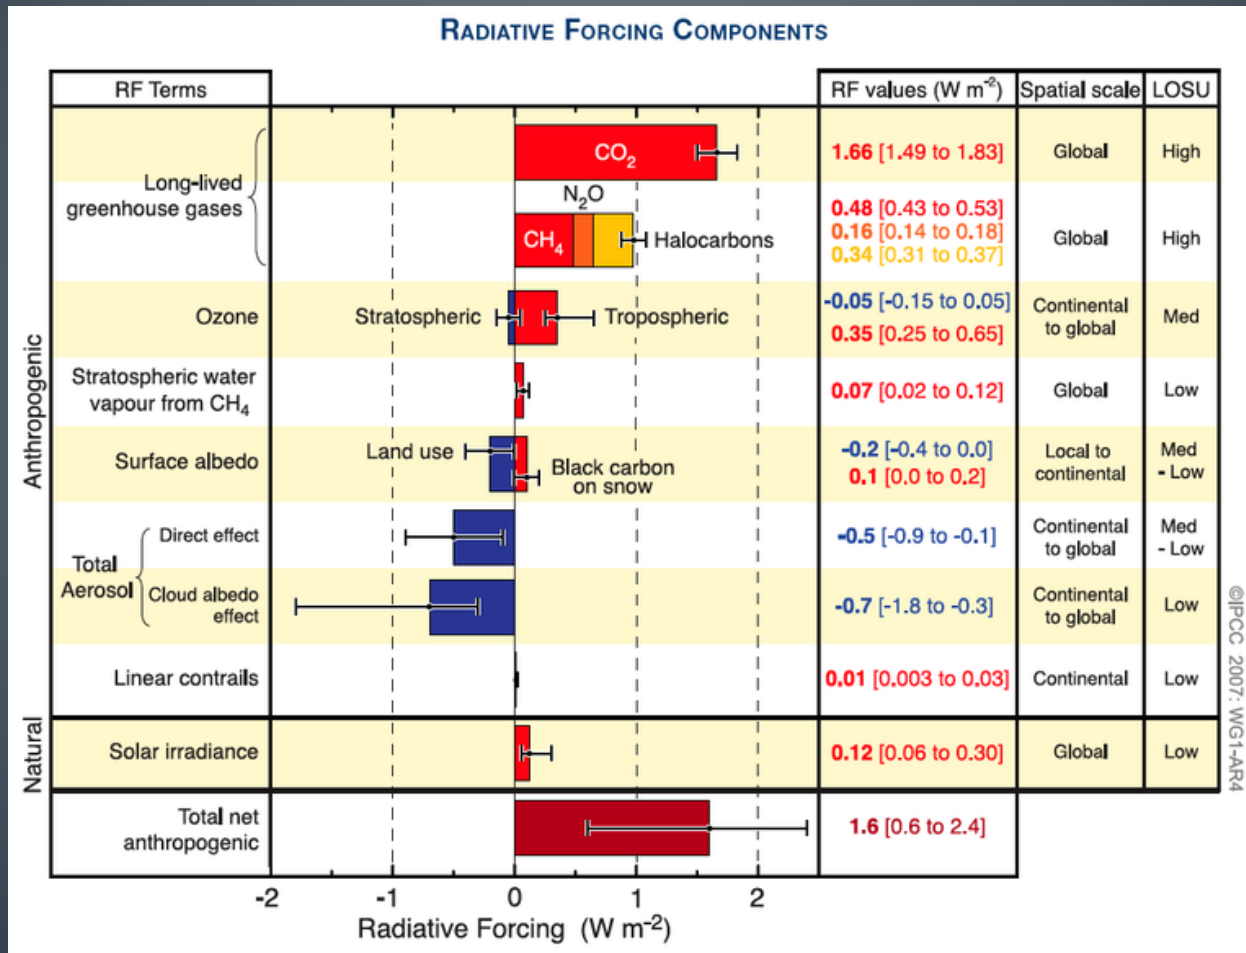 RADIATIVE FORCING COMPONENTS
RF Terms
RF values (W m⁻²)
Spatial scale
LOSU
Anthropogenic
Long-lived
greenhouse gases
CO₂
1.66 [1.49 to 1.83]
Global
High
N₂O
CH₄
Halocarbons
0.48 [0.43 to 0.53]
0.16 [0.14 to 0.18]
0.34 [0.31 to 0.37]
Global
High
Ozone
Stratospheric
Tropospheric
-0.05 [-0.15 to 0.05]
0.35 [0.25 to 0.65]
Continental
to global
Med
Stratospheric water
vapour from CH₄
0.07 [0.02 to 0.12]
Global
Low
Surface albedo
Land use
Black carbon
on snow
-0.2 [-0.4 to 0.0]
0.1 [0.0 to 0.2]
Local to
continental
Med
- Low
Total
Aerosol
Direct effect
-0.5 [-0.9 to -0.1]
Continental
to global
Med
- Low
Cloud albedo
effect
-0.7 [-1.8 to -0.3]
Continental
to global
Low
Linear contrails
0.01 [0.003 to 0.03]
Continental
Low
Natural
Solar irradiance
0.12 [0.06 to 0.30]
Global
Low
Total net
anthropogenic
1.6 [0.6 to 2.4]
-2 -1 0 1 2
Radiative Forcing (W m⁻²)
©IPCC 2007: WG1-AR4